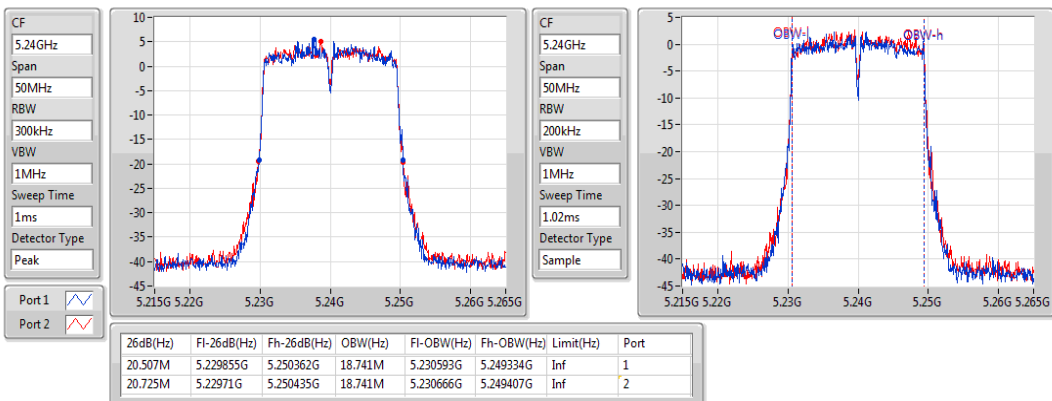 CF
5.24GHz
Span
50MHz
RBW
300kHz
VBW
1MHz
Sweep Time
1ms
Detector Type
Peak
Port 1
Port 2
10
5
0
-5
-10
-15
-20
-25
-30
-35
-40
-45
5.215G 5.22G 5.23G 5.24G 5.25G 5.26G 5.265G
CF
5.24GHz
Span
50MHz
RBW
200kHz
VBW
1MHz
Sweep Time
1.02ms
Detector Type
Sample
5
0
-5
-10
-15
-20
-25
-30
-35
-40
-45
OBW-l OBW-h
5.215G 5.22G 5.23G 5.24G 5.25G 5.26G 5.265G
26dB(Hz) Fl-26dB(Hz) Fh-26dB(Hz) OBW(Hz) Fl-OBW(Hz) Fh-OBW(Hz) Limit(Hz) Port
20.507M 5.229855G 5.250362G 18.741M 5.230593G 5.249334G Inf 1
20.725M 5.22971G 5.250435G 18.741M 5.230666G 5.249407G Inf 2